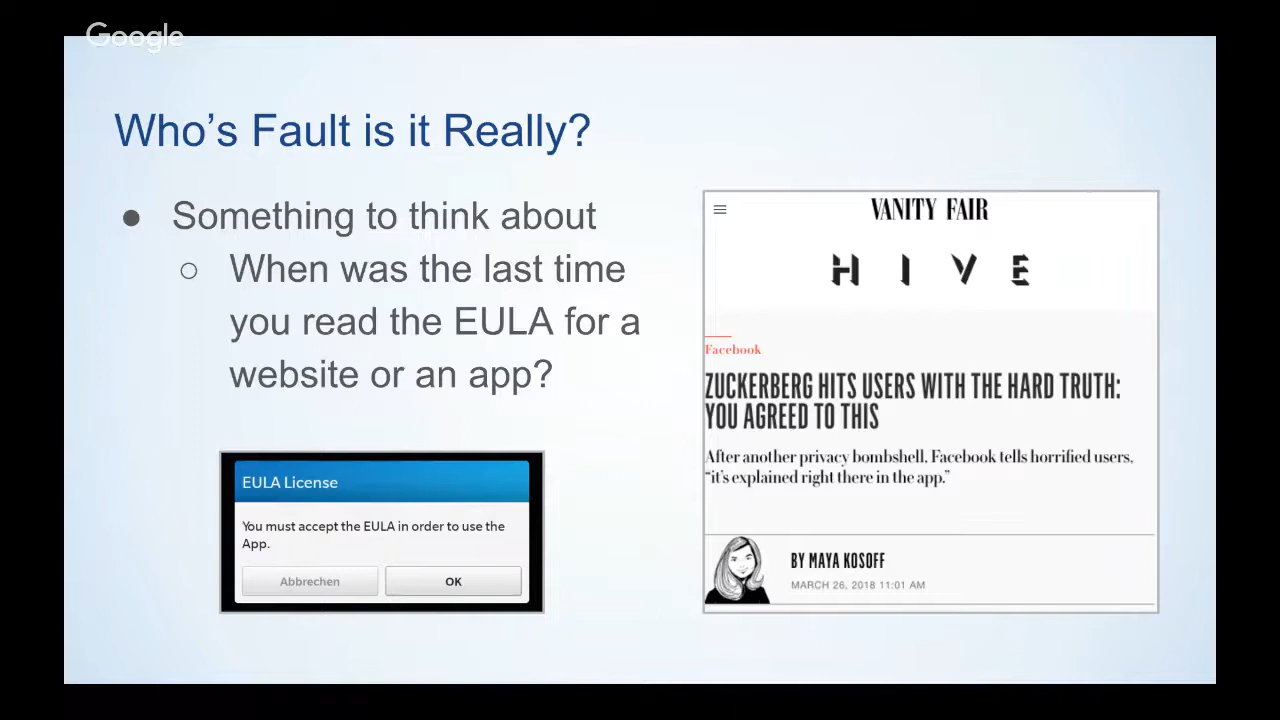 Google
Who’s Fault is it Really?
● Something to think about
○ When was the last time
you read the EULA for a
website or an app?
EULA License
You must accept the EULA in order to use the
App.
Abbrechen OK
VANITY FAIR
HIVE
Facebook
ZUCKERBERG HITS USERS WITH THE HARD TRUTH:
YOU AGREED TO THIS
After another privacy bombshell, Facebook tells horrified users,
“it’s explained right there in the app.”
BY MAYA KOSOFF
MARCH 26, 2018 11:01 AM